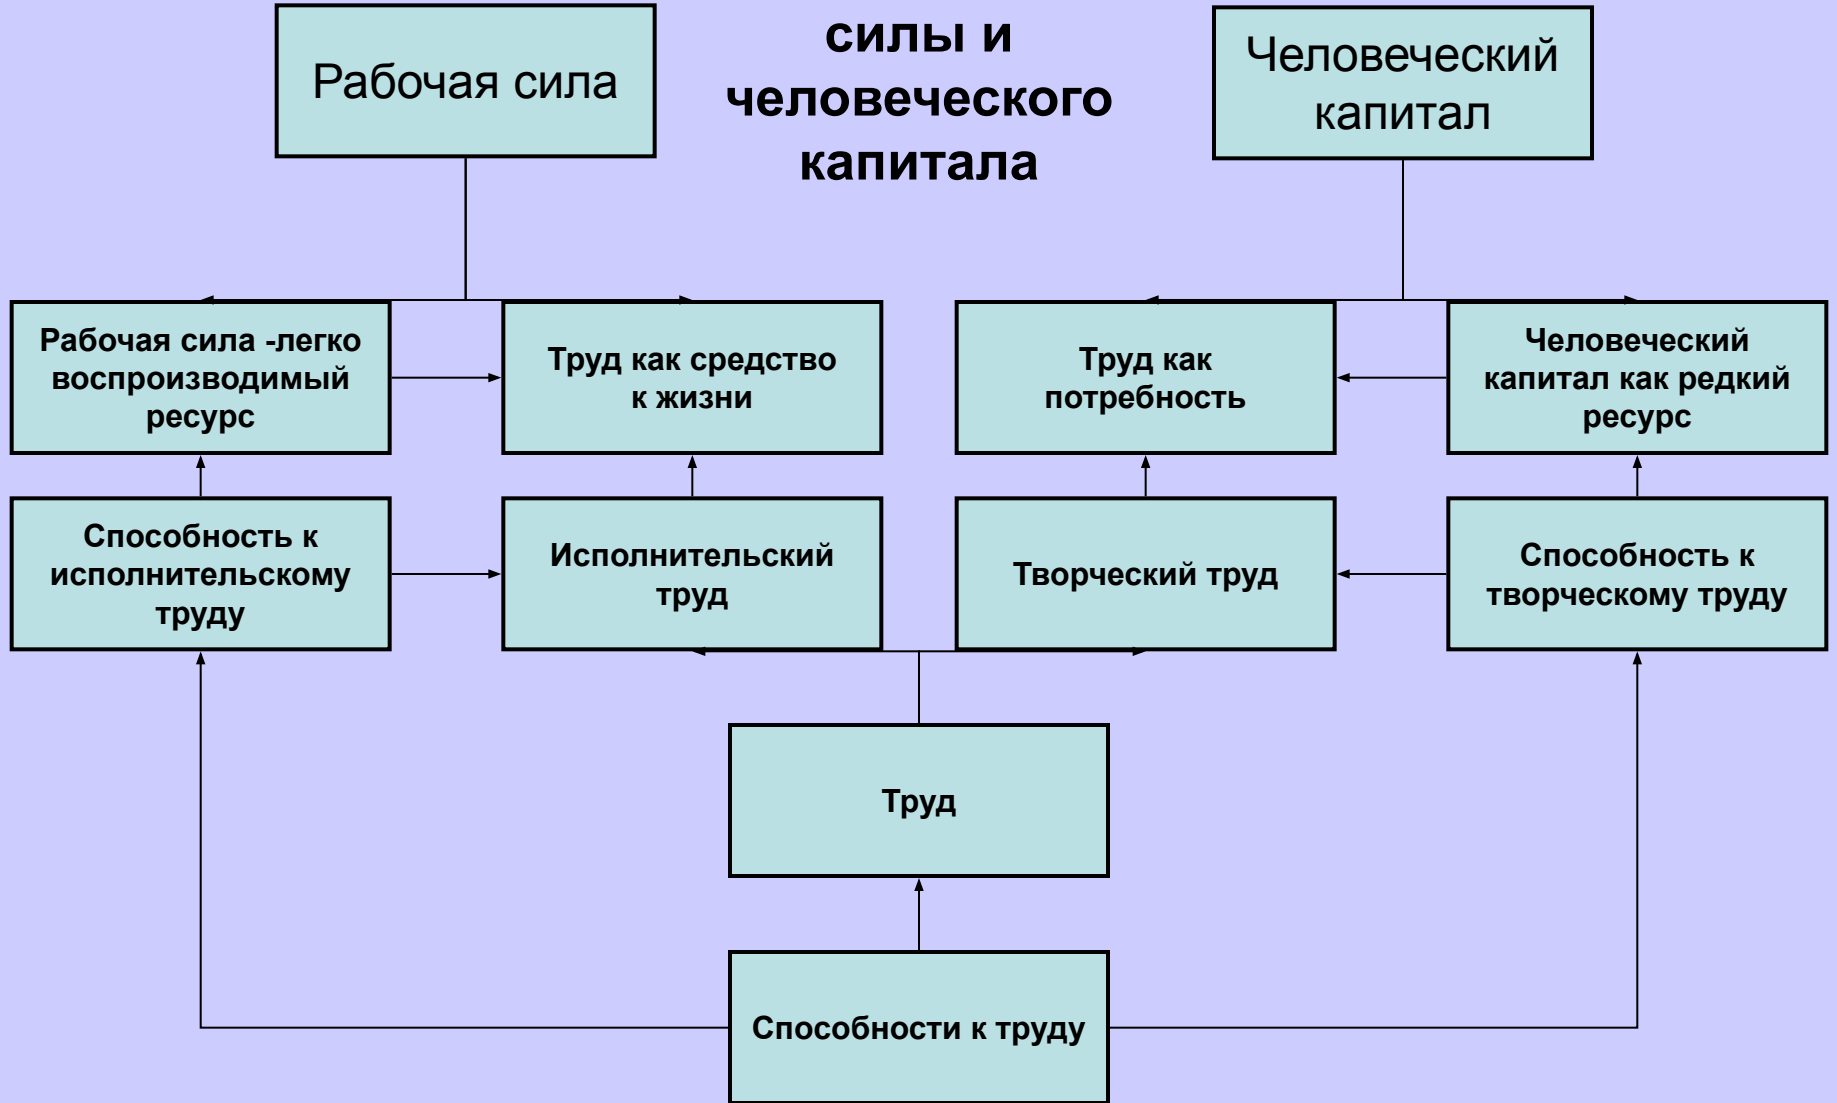 силы и
человеческого
капитала
Рабочая сила
Человеческий
капитал
Рабочая сила -легко
воспроизводимый
ресурс
Труд как средство
к жизни
Труд как
потребность
Человеческий
капитал как редкий
ресурс
Способность к
исполнительскому
труду
Исполнительский
труд
Творческий труд
Способность к
творческому труду
Труд
Способности к труду